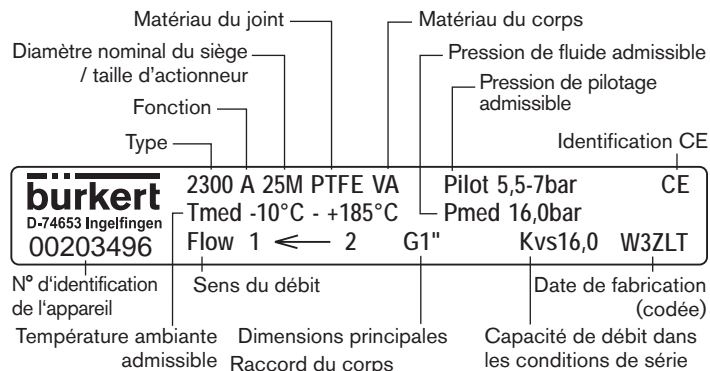 Matériau du joint
Matériau du corps
Diamètre nominal du siège
/ taille d'actionneur
Pression de fluide admissible
Fonction
Pression de pilotage
admissible
Type
Identification CE
bürkert
D-74653 Ingelfingen
00203496
2300 A 25M PTFE VA
Pilot 5,5-7bar
CE
Tmed -10°C - +185°C
Pmed 16,0bar
Flow 1 ← 2
G1"
Kvs16,0
W3ZLT
N° d'identification
de l'appareil
Sens du débit
Date de fabrication
(codée)
Température ambiante
admissible
Dimensions principales
Raccord du corps
Capacité de débit dans
les conditions de série